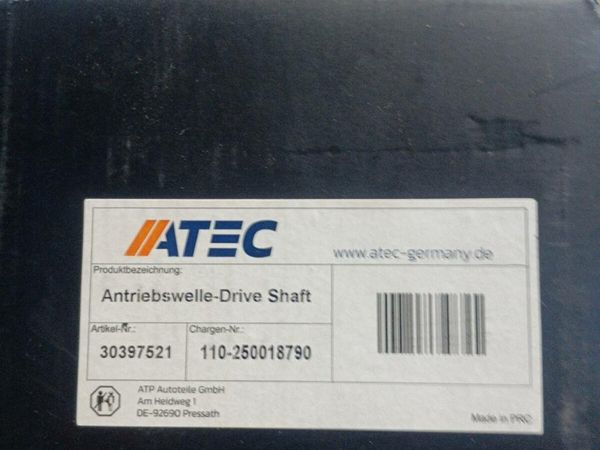 ATEC
www.atec-germany.de
Produktbezeichnung:
Antriebswelle-Drive Shaft
Artikel-Nr.:
Chargen-Nr.:
30397521
110-250018790
ATP Autoteile GmbH
Am Heidweg 1
DE-92690 Pressath
Made in PRC